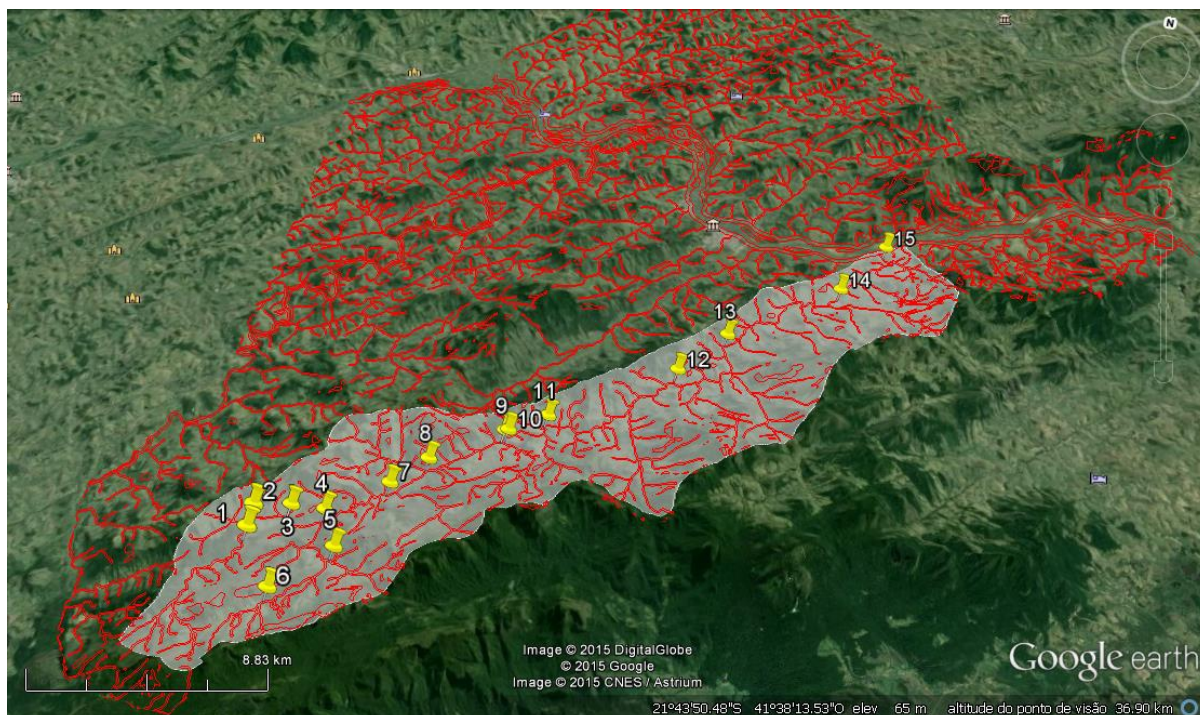 N
15
14
13
12
11
9
10
8
7
2
4
1
3
5
6
8.83 km
Image © 2015 DigitalGlobe
© 2015 Google
Image © 2015 CNES / Astrium
Google earth
21°43'50.48"S 41°38'13.53"O elev 65 m altitude do ponto de visão 36.90 km